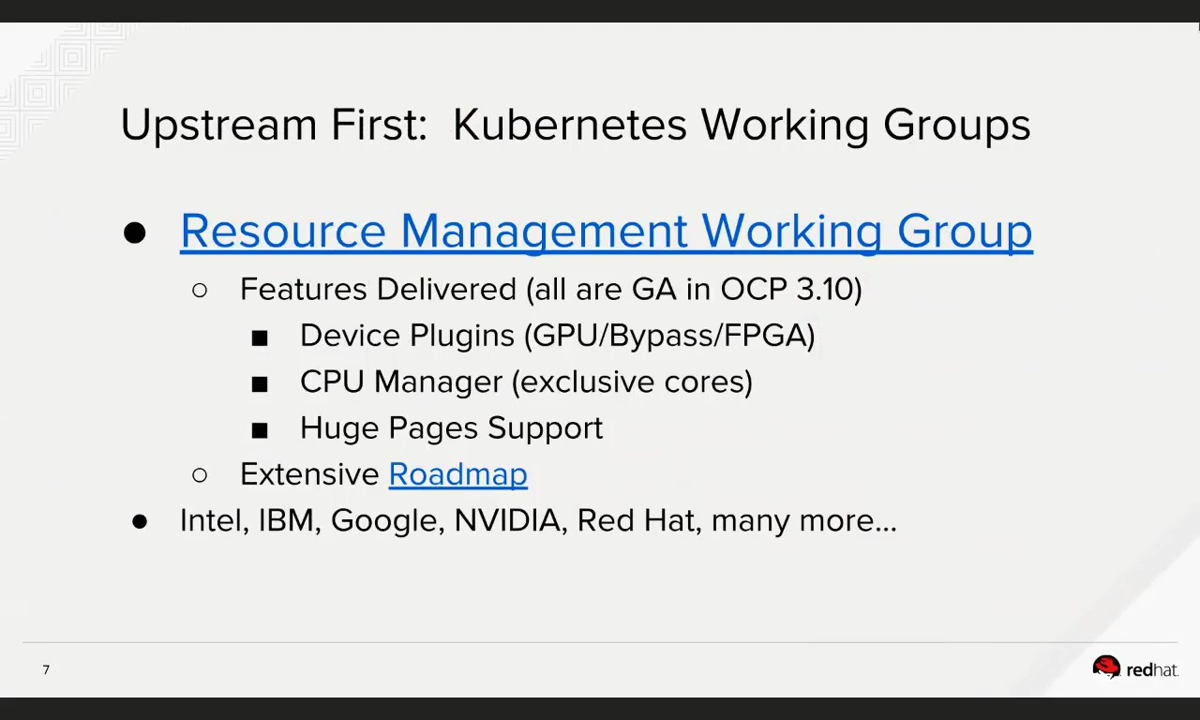 Upstream First: Kubernetes Working Groups
● Resource Management Working Group
○ Features Delivered (all are GA in OCP 3.10)
■ Device Plugins (GPU/Bypass/FPGA)
■ CPU Manager (exclusive cores)
■ Huge Pages Support
○ Extensive Roadmap
● Intel, IBM, Google, NVIDIA, Red Hat, many more...
7
redhat.